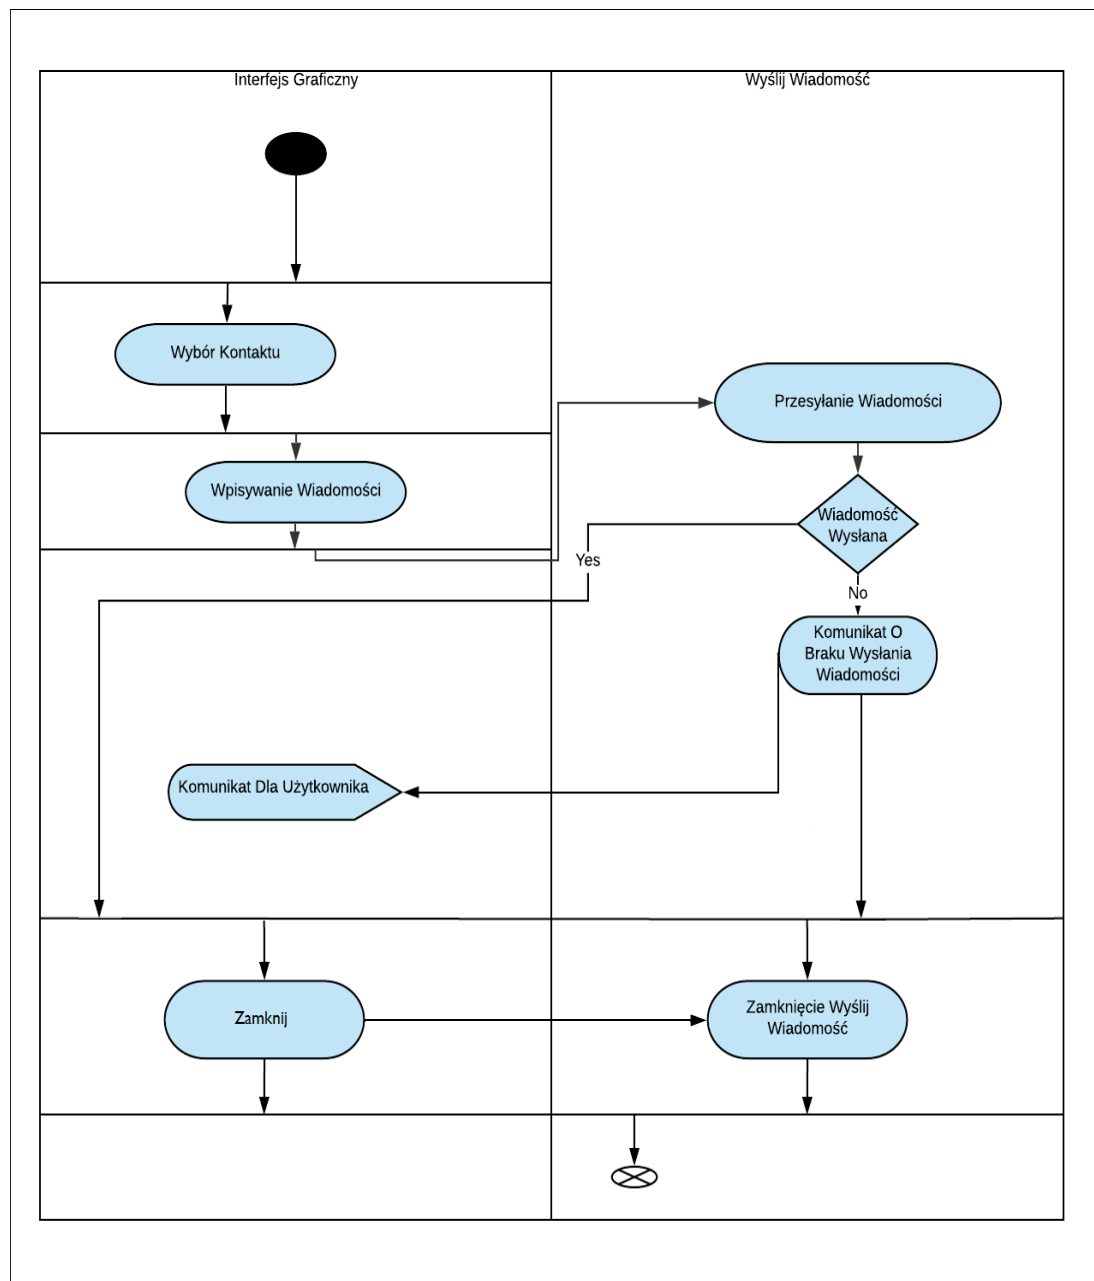 Interfejs Graficzny
Wyślij Wiadomość
Wybór Kontaktu
Przesyłanie Wiadomości
Wpisywanie Wiadomości
Wiadomość
Wysłana
Yes
No
Komunikat O
Braku Wysłania
Wiadomości
Komunikat Dla Użytkownika
Zamknij
Zamknięcie Wyślij
Wiadomość